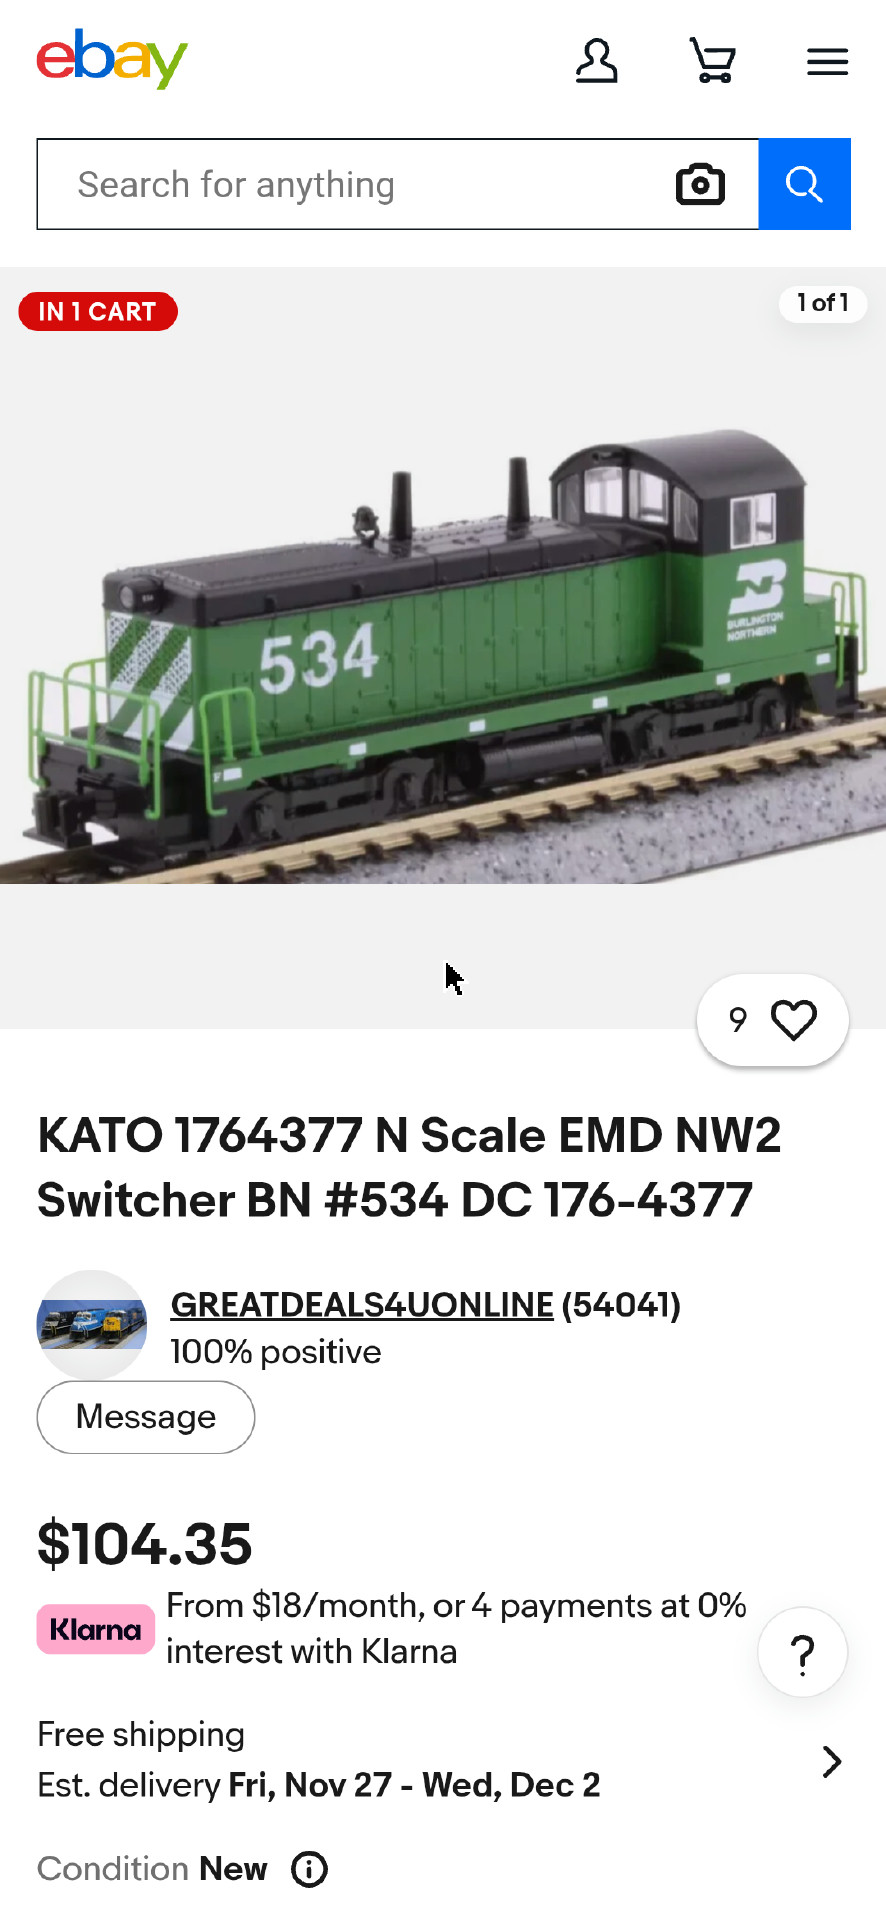 ebay
Search for anything
IN 1 CART
1 of 1
534
BURLINGTON
NORTHERN
9
KATO 1764377 N Scale EMD NW2
Switcher BN #534 DC 176-4377
GREATDEALS4UONLINE (54041)
100% positive
Message
$104.35
Klarna
From $18/month, or 4 payments at 0%
interest with Klarna
?
Free shipping
Est. delivery Fri, Nov 27 - Wed, Dec 2
Condition New